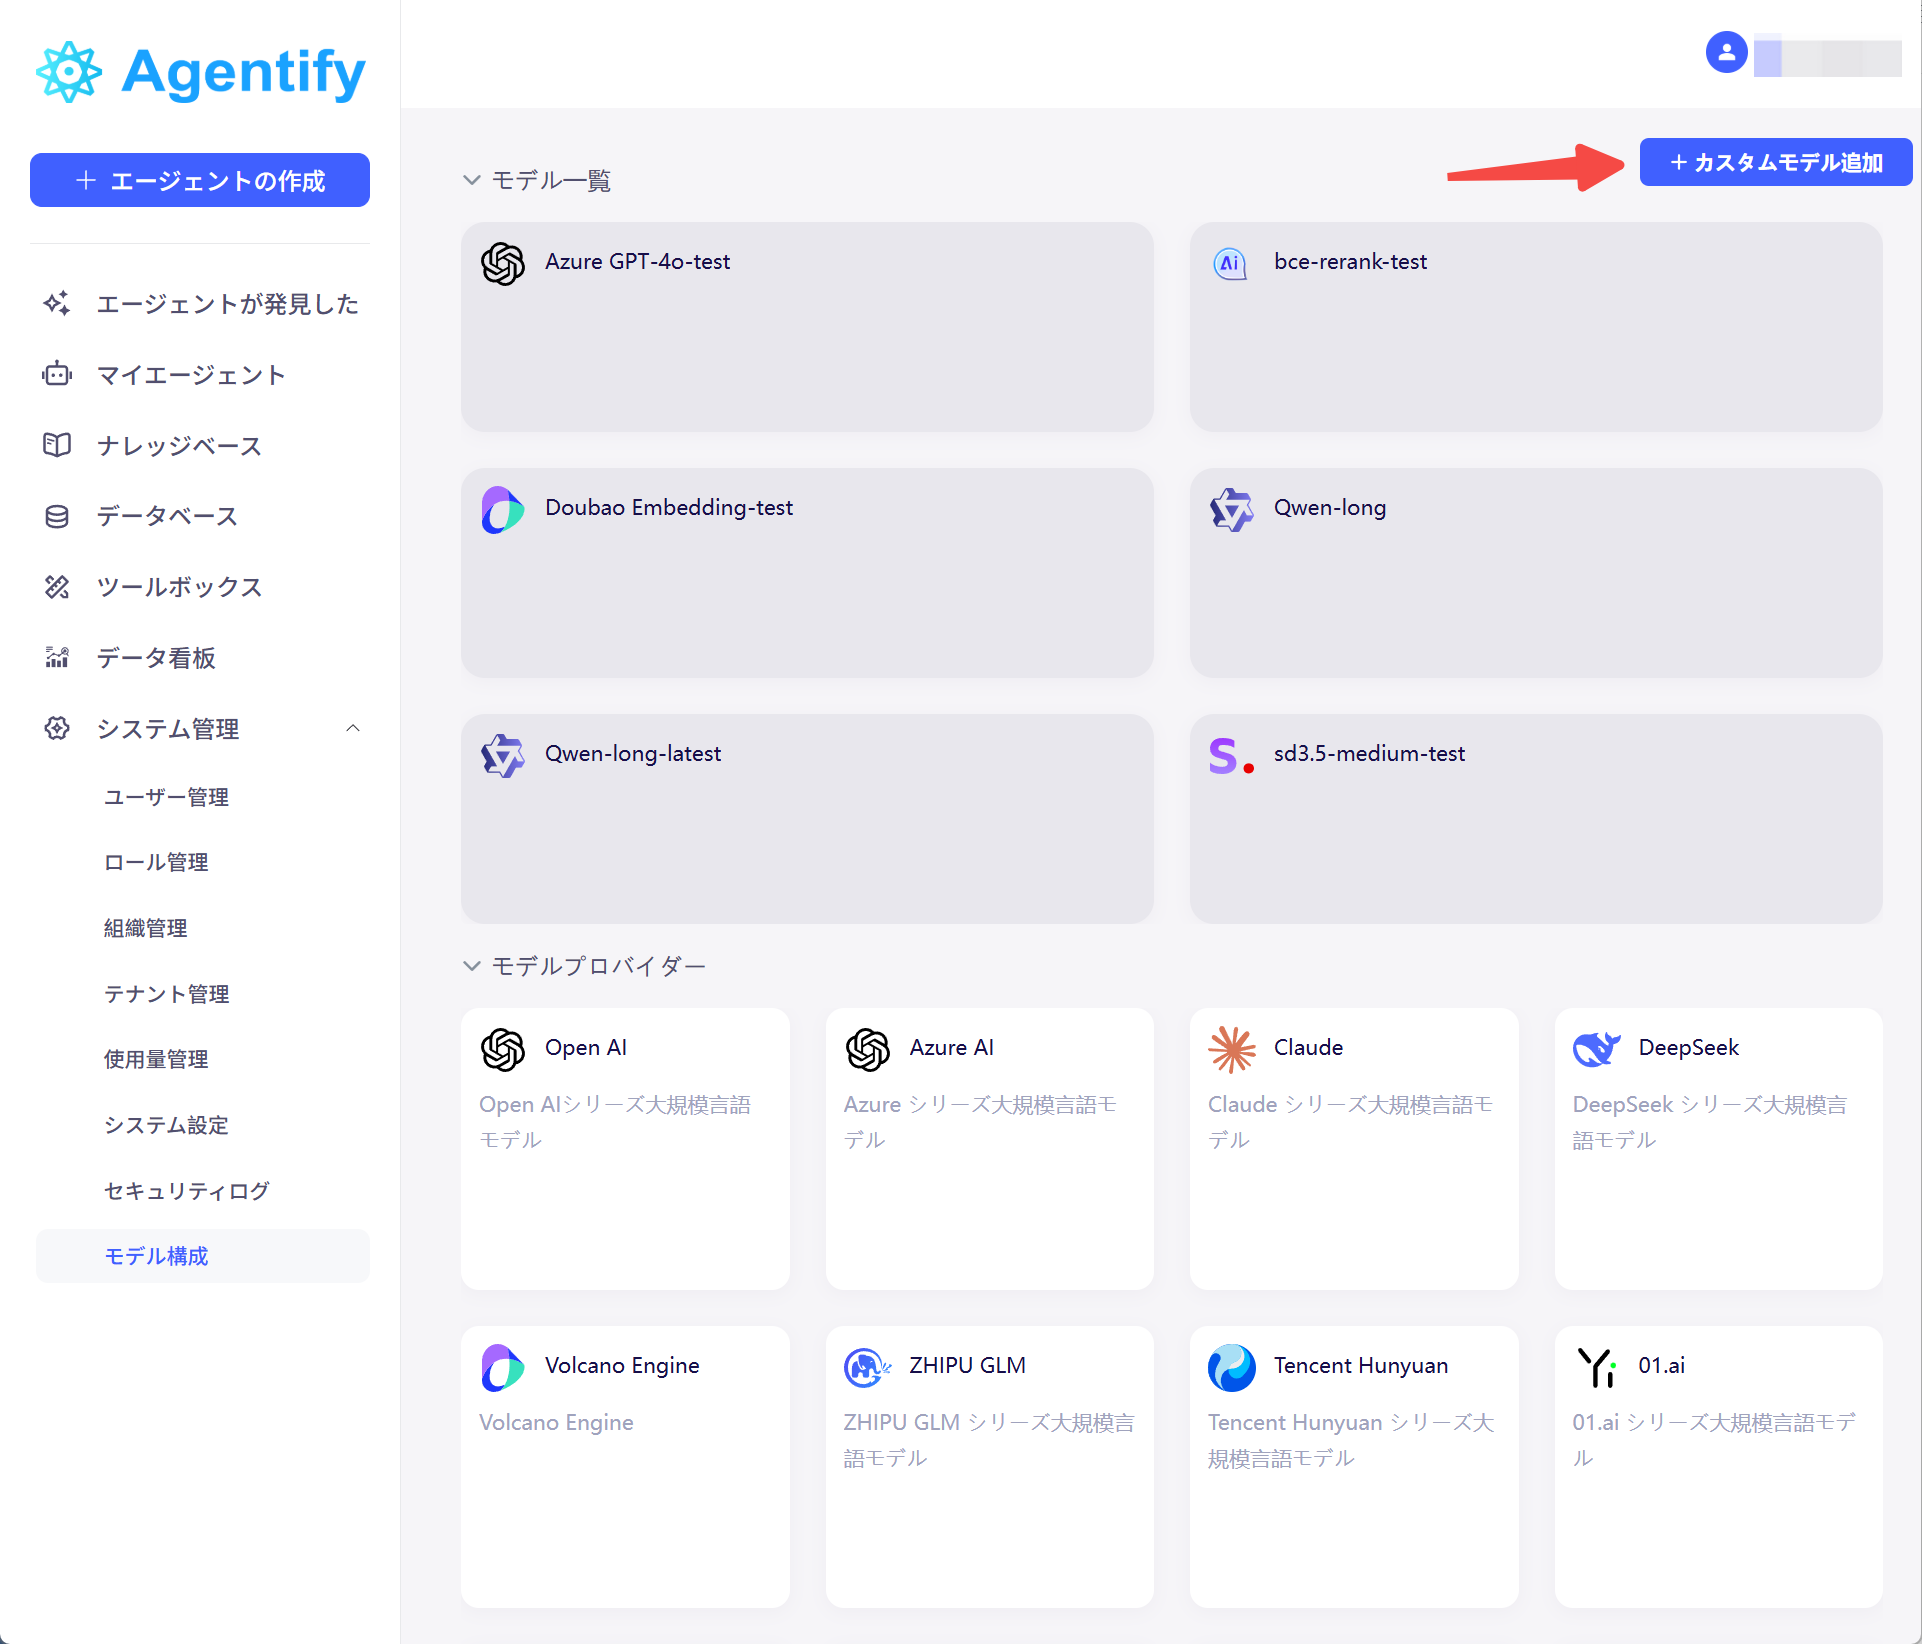 Agentify
+ エージェントの作成
エージェントが発見した
マイエージェント
ナレッジベース
データベース
ツールボックス
データ看板
システム管理
ユーザー管理
ロール管理
組織管理
テナント管理
使用量管理
システム設定
セキュリティログ
モデル構成
モデル一覧
+ カスタムモデル追加
Azure GPT-4o-test
Ai
bce-rerank-test
Doubao Embedding-test
Qwen-long
Qwen-long-latest
S.
sd3.5-medium-test
モデルプロバイダー
Open AI
Open AIシリーズ大規模言語
モデル
Azure AI
Azure シリーズ大規模言語モ
デル
Claude
Claude シリーズ大規模言語モ
デル
DeepSeek
DeepSeek シリーズ大規模言
語モデル
Volcano Engine
Volcano Engine
ZHIPU GLM
ZHIPU GLM シリーズ大規模言
語モデル
Tencent Hunyuan
Tencent Hunyuan シリーズ大
規模言語モデル
Yi
01.ai
01.ai シリーズ大規模言語モデ
ル